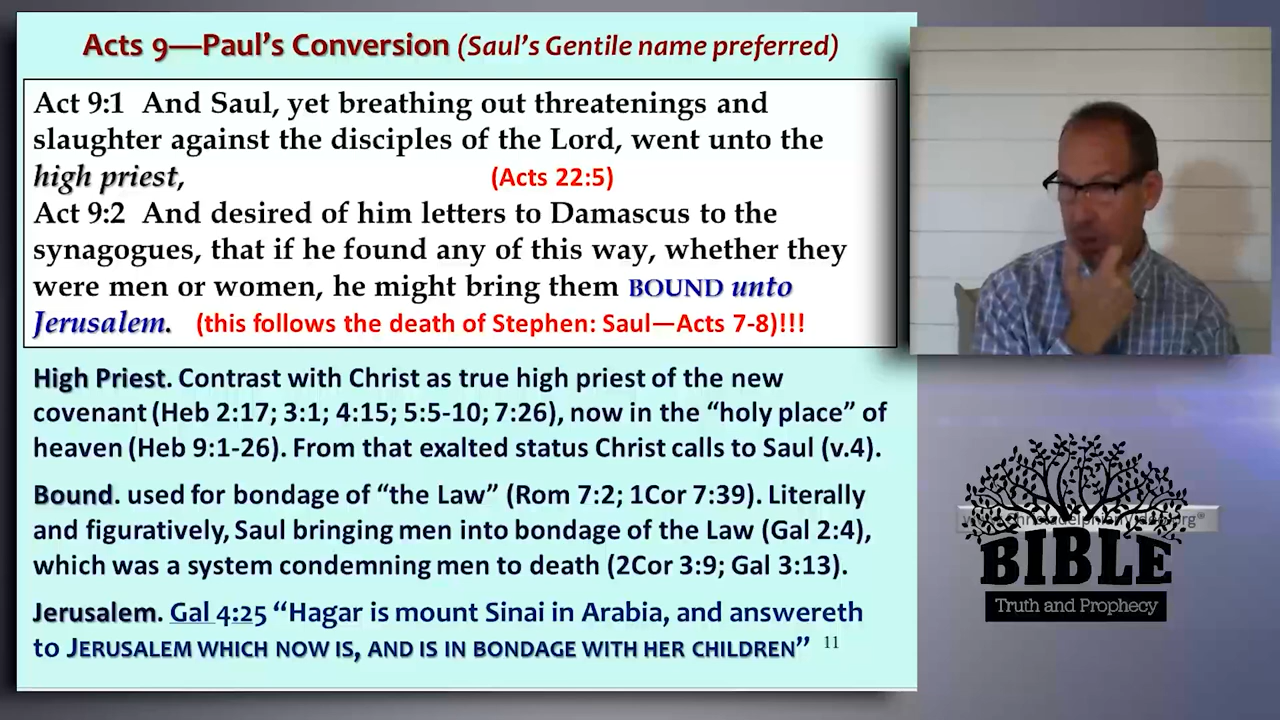 Acts 9—Paul's Conversion (Saul's Gentile name preferred)
Act 9:1 And Saul, yet breathing out threatenings and
slaughter against the disciples of the Lord, went unto the
high priest, (Acts 22:5)
Act 9:2 And desired of him letters to Damascus to the
synagogues, that if he found any of this way, whether they
were men or women, he might bring them BOUND unto
Jerusalem. (this follows the death of Stephen: Saul—Acts 7-8)!!!
High Priest. Contrast with Christ as true high priest of the new
covenant (Heb 2:17; 3:1; 4:15; 5:5-10; 7:26), now in the “holy place” of
heaven (Heb 9:1-26). From that exalted status Christ calls to Saul (v.4).
Bound. used for bondage of “the Law” (Rom 7:2; 1Cor 7:39). Literally
and figuratively, Saul bringing men into bondage of the Law (Gal 2:4),
which was a system condemning men to death (2Cor 3:9; Gal 3:13).
Jerusalem. Gal 4:25 “Hagar is mount Sinai in Arabia, and answereth
to JERUSALEM WHICH NOW IS, AND IS IN BONDAGE WITH HER CHILDREN” 11
BIBLE
Truth and Prophecy